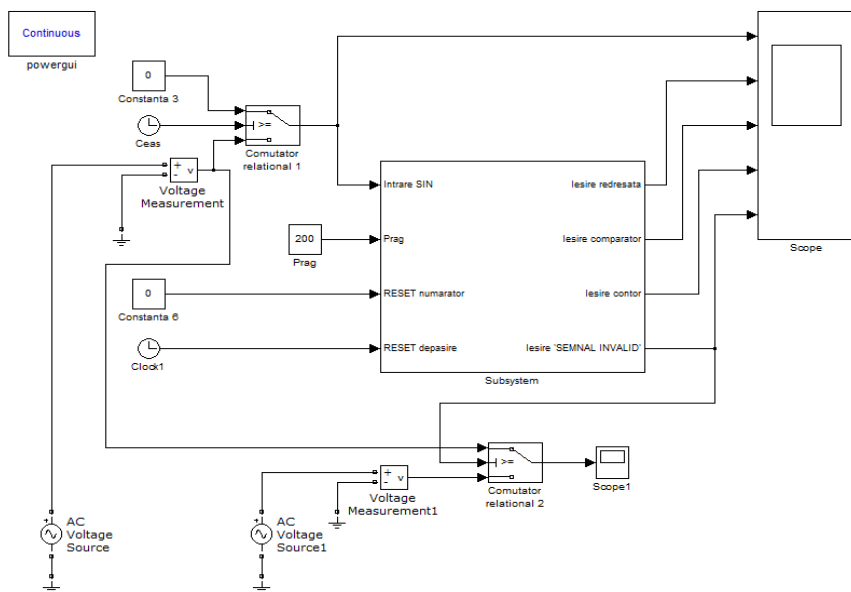 Continuous
powergui
0
Constanta 3
Ceas
>=
Comutator
relational 1
+
-
v
Voltage
Measurement
Intrare SIN
Iesire redresata
200
Prag
Prag
Iesire comparator
Scope
0
Constanta 6
RESET numarator
Iesire contor
Clock1
RESET depasire
Iesire 'SEMNAL INVALID'
Subsystem
>=
Comutator
relational 2
Scope1
+
-
v
Voltage
Measurement1
+
AC
Voltage
Source
+
AC
Voltage
Source1